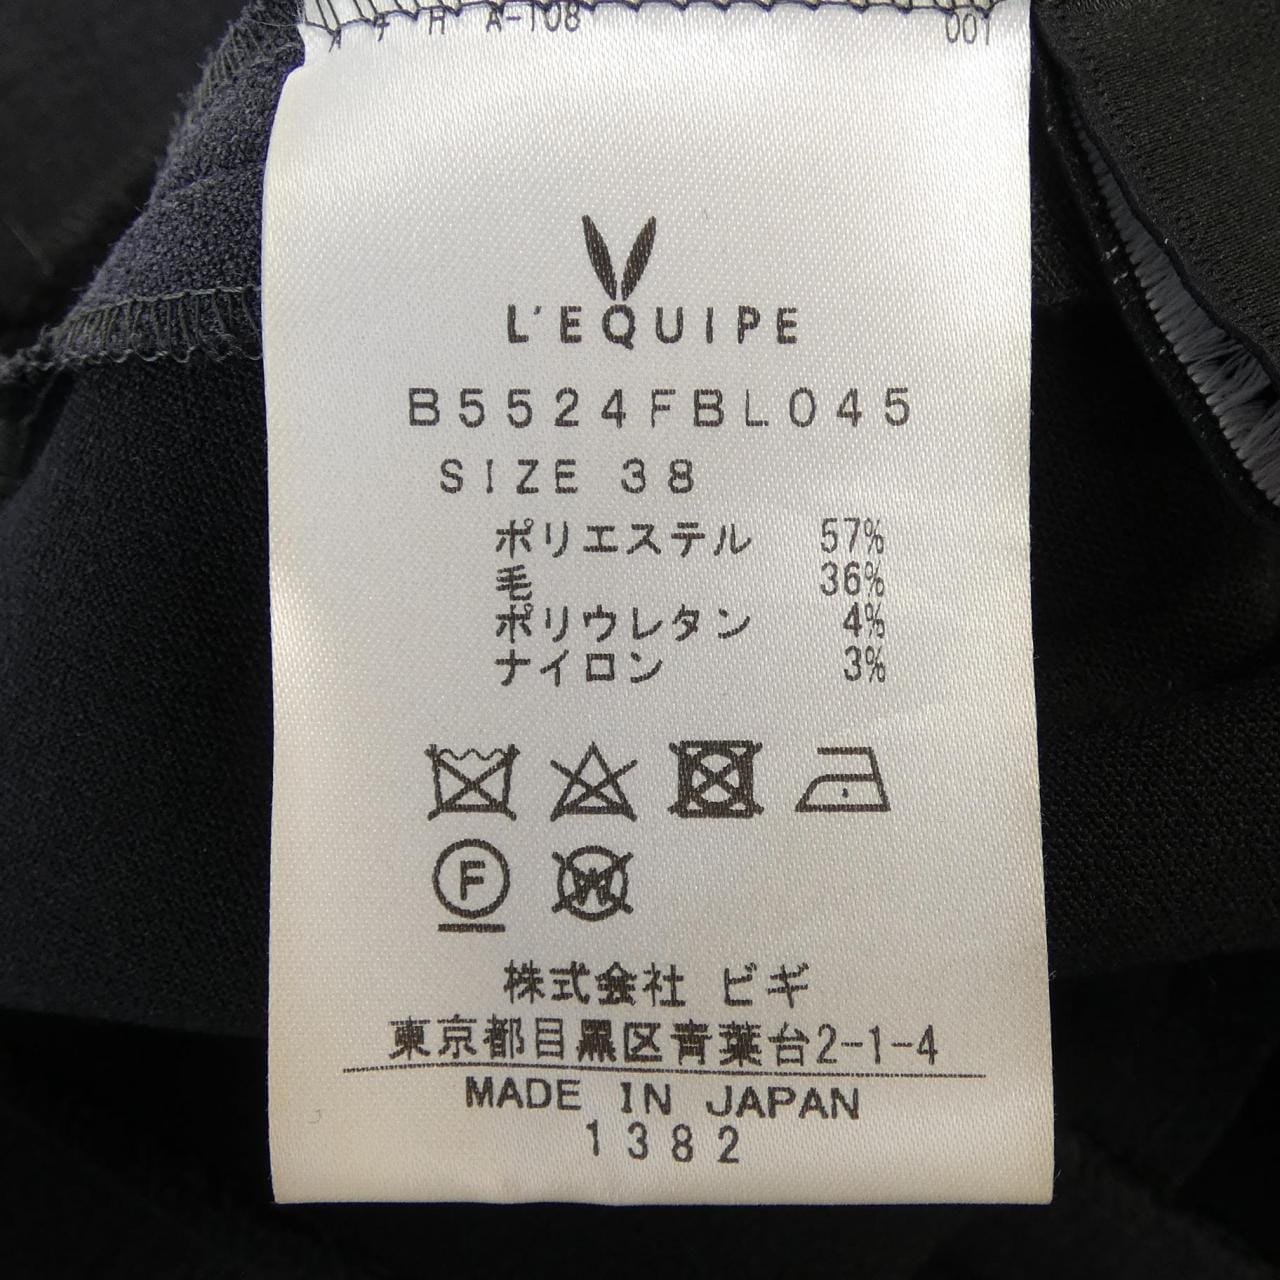 A-108 001
L'EQUIPE
B5524FBL045
SIZE 38
ポリエステル 57%
毛 36%
ポリウレタン 4%
ナイロン 3%
F W
株式会社 ビギ
東京都目黒区青葉台2-1-4
MADE IN JAPAN
1382